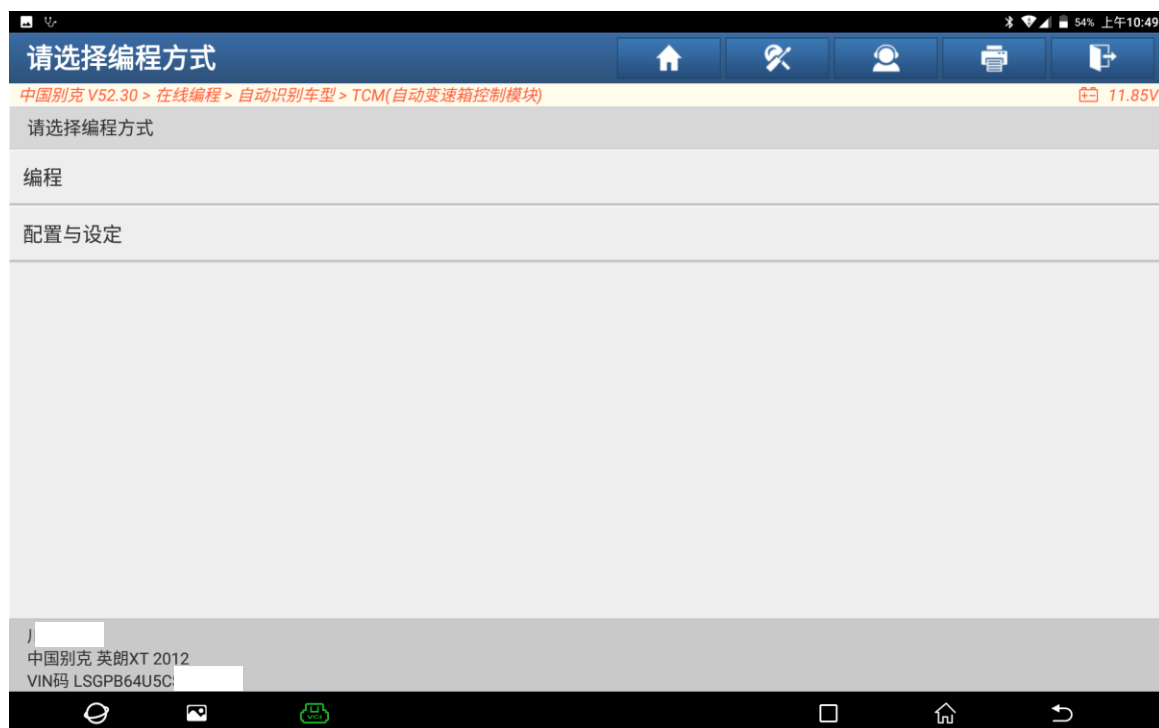 54% 上午10:49
请选择编程方式
中国别克 V52.30 > 在线编程 > 自动识别车型 > TCM(自动变速箱控制模块) 11.85V
请选择编程方式
编程
配置与设定
中国别克 英朗XT 2012
VIN码 LSGPB64U5C
VCI